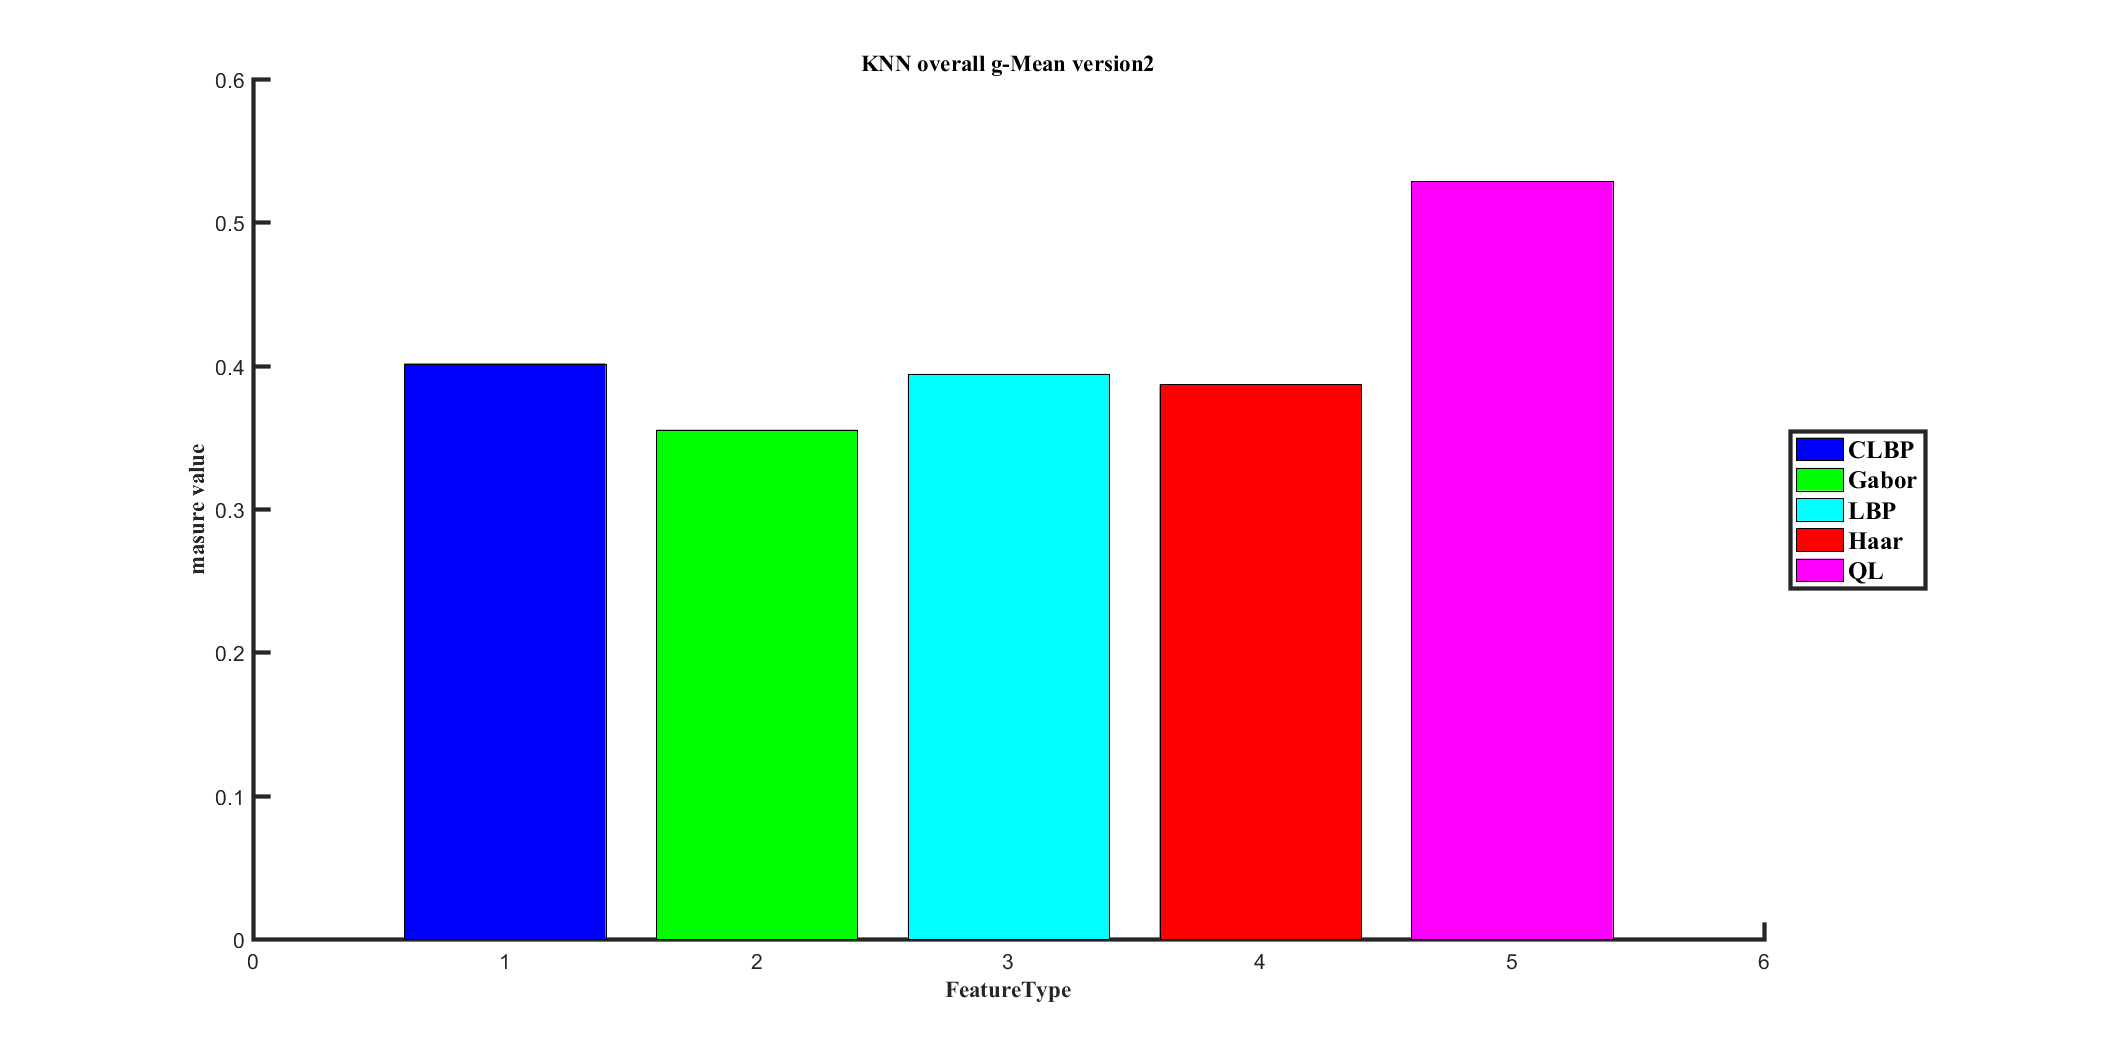 KNN overall g-Mean version2
0.6
0.5
0.4
0.3
0.2
0.1
0
masure value
0 1 2 3 4 5 6
FeatureType
CLBP
Gabor
LBP
Haar
QL